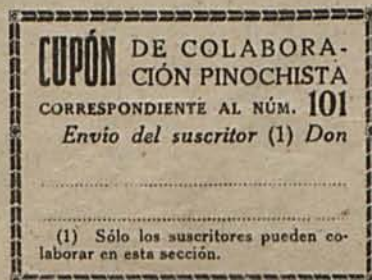 CUPÓN DE COLABORA-
CIÓN PINOCHISTA
CORRESPONDIENTE AL NÚM. 101
Envío del suscritor (1) Don
(1) Sólo los suscritores pueden co-
laborar en esta sección.